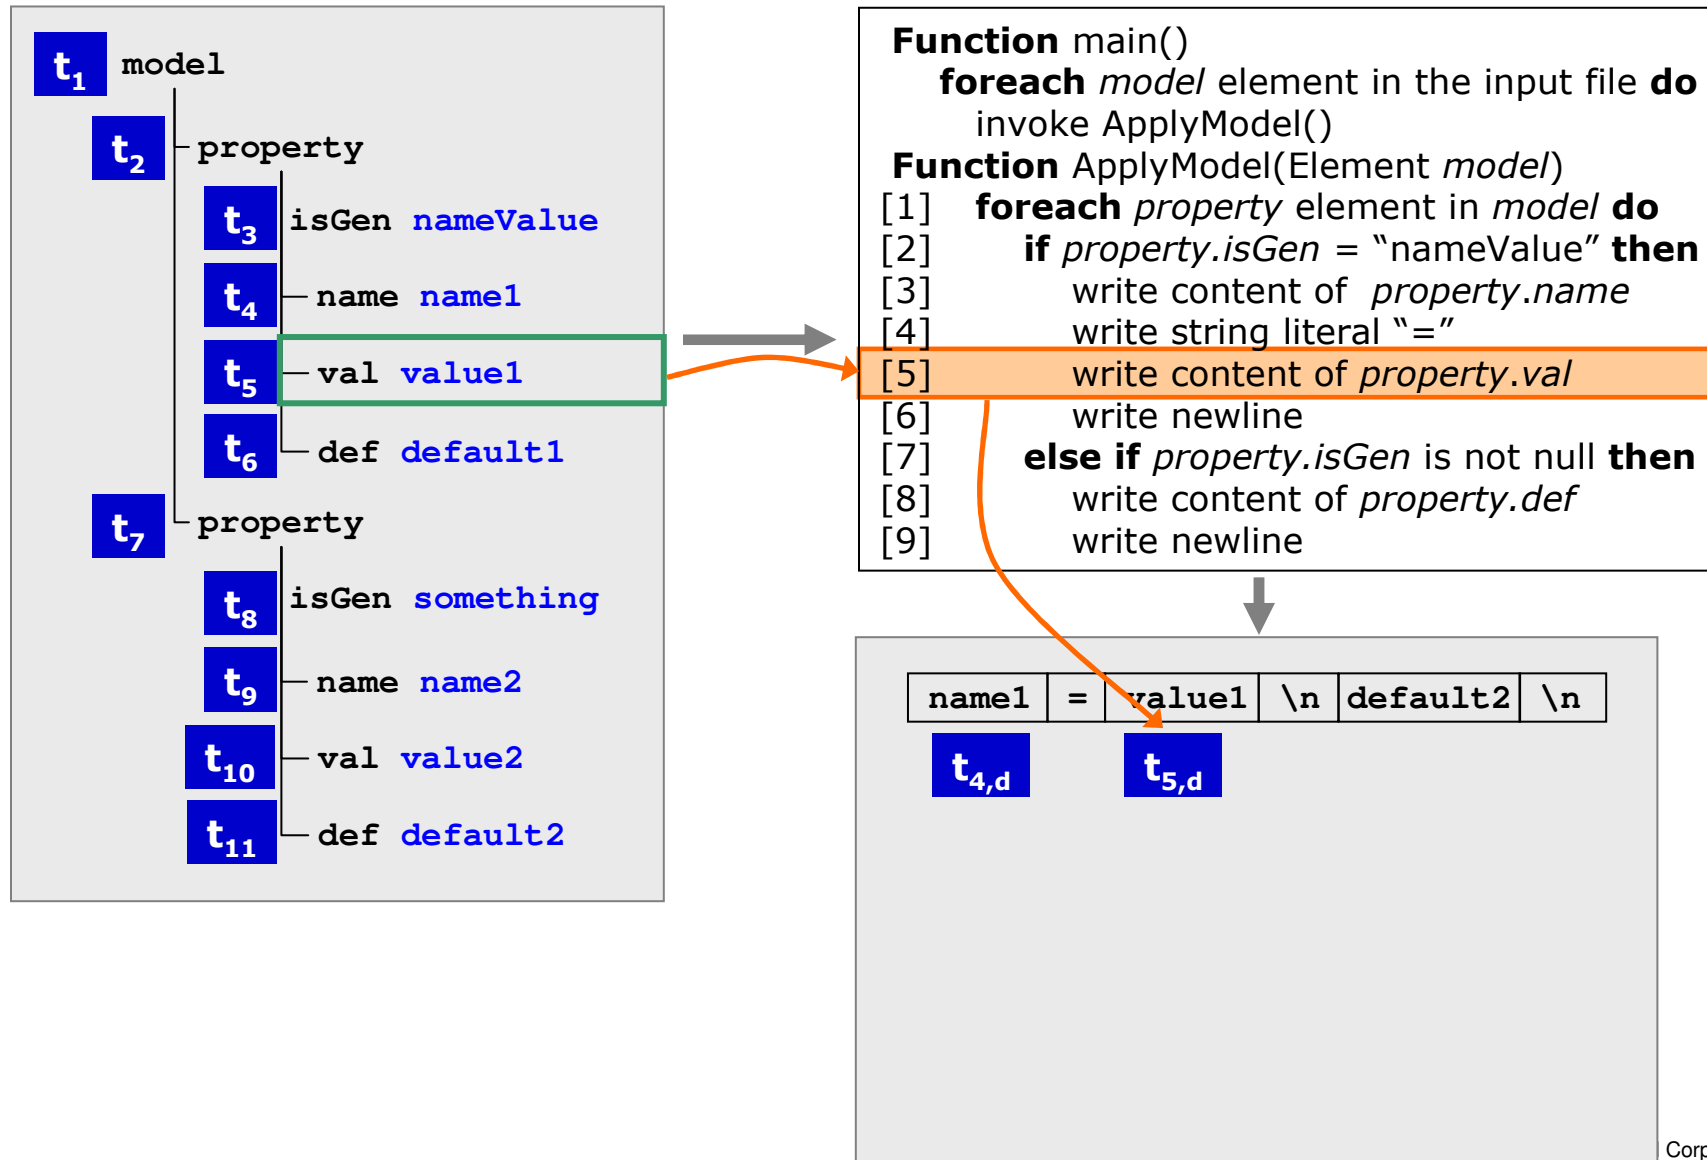 t1 model
t2 property
t3 isGen nameValue
t4 name name1
t5 val value1
t6 def default1
t7 property
t8 isGen something
t9 name name2
t10 val value2
t11 def default2
Function main()
foreach model element in the input file do
invoke ApplyModel()
Function ApplyModel(Element model)
[1] foreach property element in model do
[2] if property.isGen = “nameValue” then
[3] write content of property.name
[4] write string literal “=”
[5] write content of property.val
[6] write newline
[7] else if property.isGen is not null then
[8] write content of property.def
[9] write newline
name1 = value1 \n default2 \n
t4,d t5,d
Corp